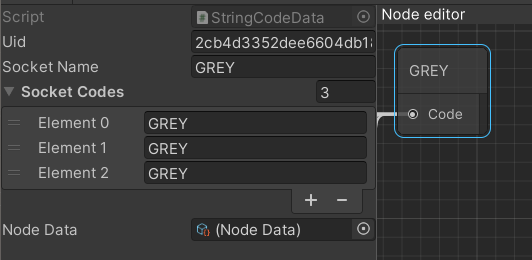 Script StringCodeData
Uid 2cb4d3352dee6604db1
Socket Name GREY
Socket Codes 3
Element 0 GREY
Element 1 GREY
Element 2 GREY
+ −
Node Data (Node Data)
Node editor
GREY
Code